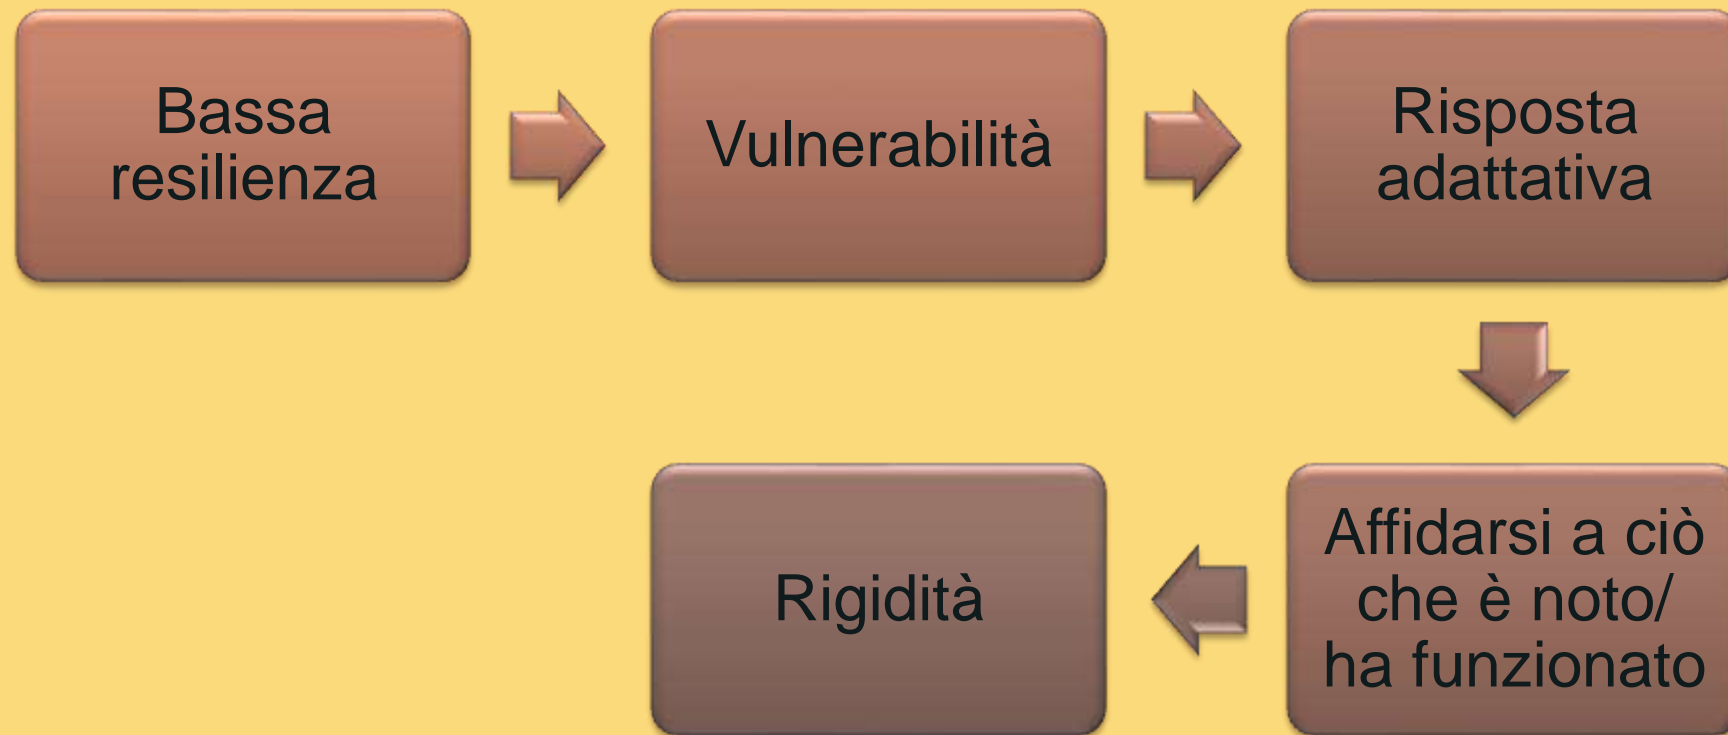 Bassa
resilienza
Vulnerabilità
Risposta
adattativa
Affidarsi a ciò
che è noto/
ha funzionato
Rigidità